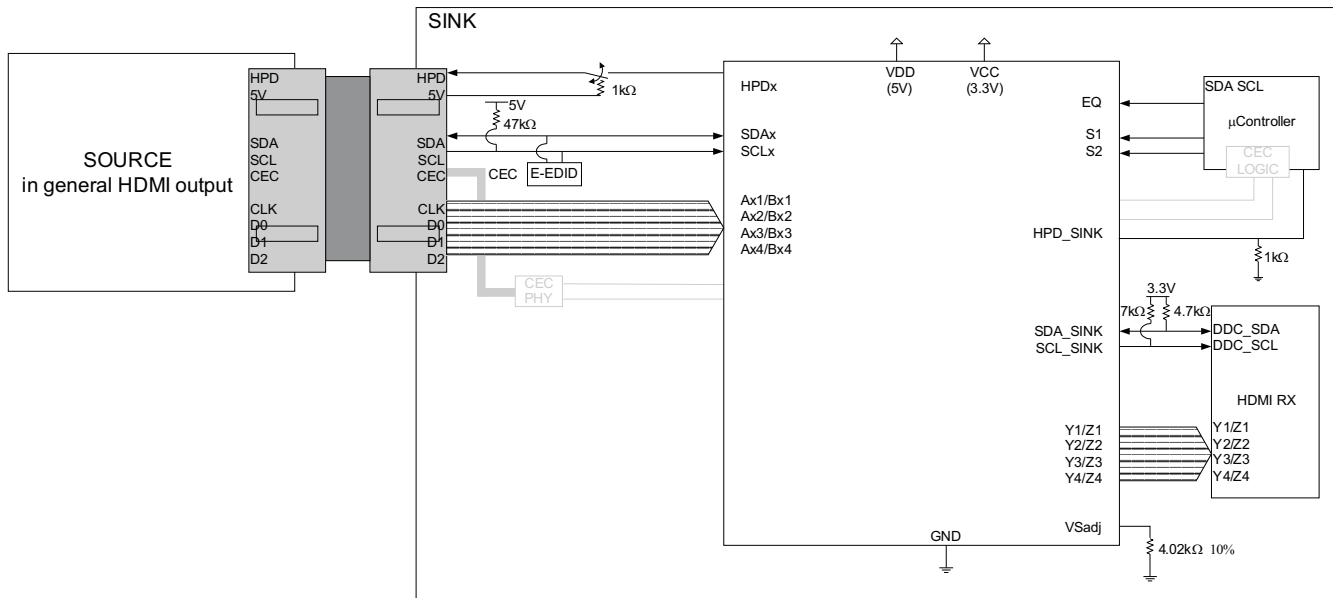 SINK
SOURCE
in general HDMI output
HPD
5V
SDA
SCL
CEC
CLK
D0
D1
D2
HPD
5V
SDA
SCL
CEC
CLK
D0
D1
D2
1kΩ
5V
47kΩ
CEC
E-EDID
CEC
PHY
HPDx
SDAx
SCLx
Ax1/Bx1
Ax2/Bx2
Ax3/Bx3
Ax4/Bx4
VDD
(5V)
VCC
(3.3V)
EQ
S1
S2
HPD_SINK
SDA_SINK
SCL_SINK
Y1/Z1
Y2/Z2
Y3/Z3
Y4/Z4
VSadj
GND
SDA SCL
μController
CEC
LOGIC
1kΩ
3.3V
7kΩ 4.7kΩ
DDC_SDA
DDC_SCL
HDMI RX
Y1/Z1
Y2/Z2
Y3/Z3
Y4/Z4
4.02kΩ 10%